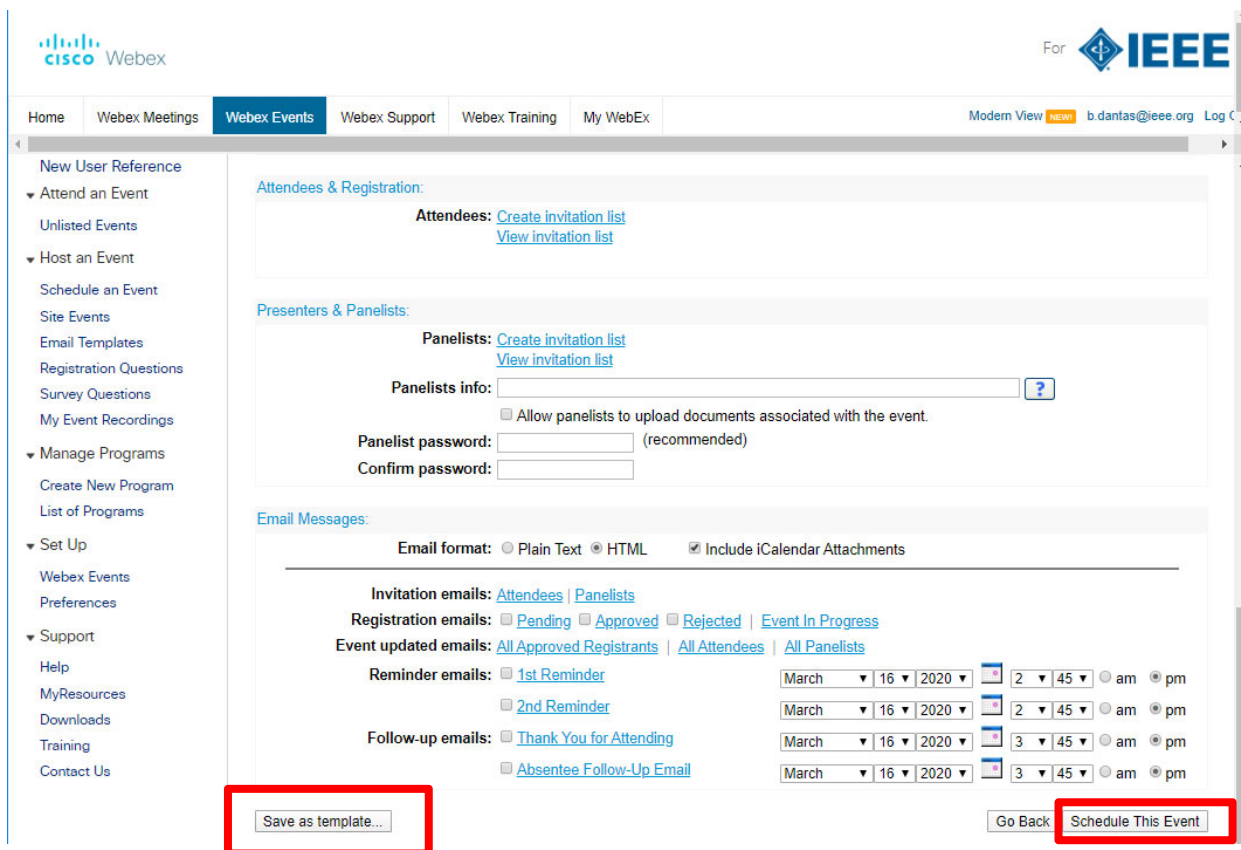 CISCO Webex
For IEEE
Home Webex Meetings Webex Events Webex Support Webex Training My WebEx Modern View NEW! b.dantas@ieee.org Log
New User Reference
Attend an Event
Unlisted Events
Host an Event
Schedule an Event
Site Events
Email Templates
Registration Questions
Survey Questions
My Event Recordings
Manage Programs
Create New Program
List of Programs
Set Up
Webex Events
Preferences
Support
Help
MyResources
Downloads
Training
Contact Us
Attendees & Registration:
Attendees: Create invitation list
View invitation list
Presenters & Panelists:
Panelists: Create invitation list
View invitation list
Panelists info: ?
Allow panelists to upload documents associated with the event.
Panelist password: (recommended)
Confirm password:
Email Messages:
Email format: Plain Text HTML Include iCalendar Attachments
Invitation emails: Attendees | Panelists
Registration emails: Pending Approved Rejected | Event In Progress
Event updated emails: All Approved Registrants | All Attendees | All Panelists
Reminder emails: 1st Reminder March 16 2020 2 45 am pm
2nd Reminder March 16 2020 2 45 am pm
Follow-up emails: Thank You for Attending March 16 2020 3 45 am pm
Absentee Follow-Up Email March 16 2020 3 45 am pm
Save as template... Go Back Schedule This Event